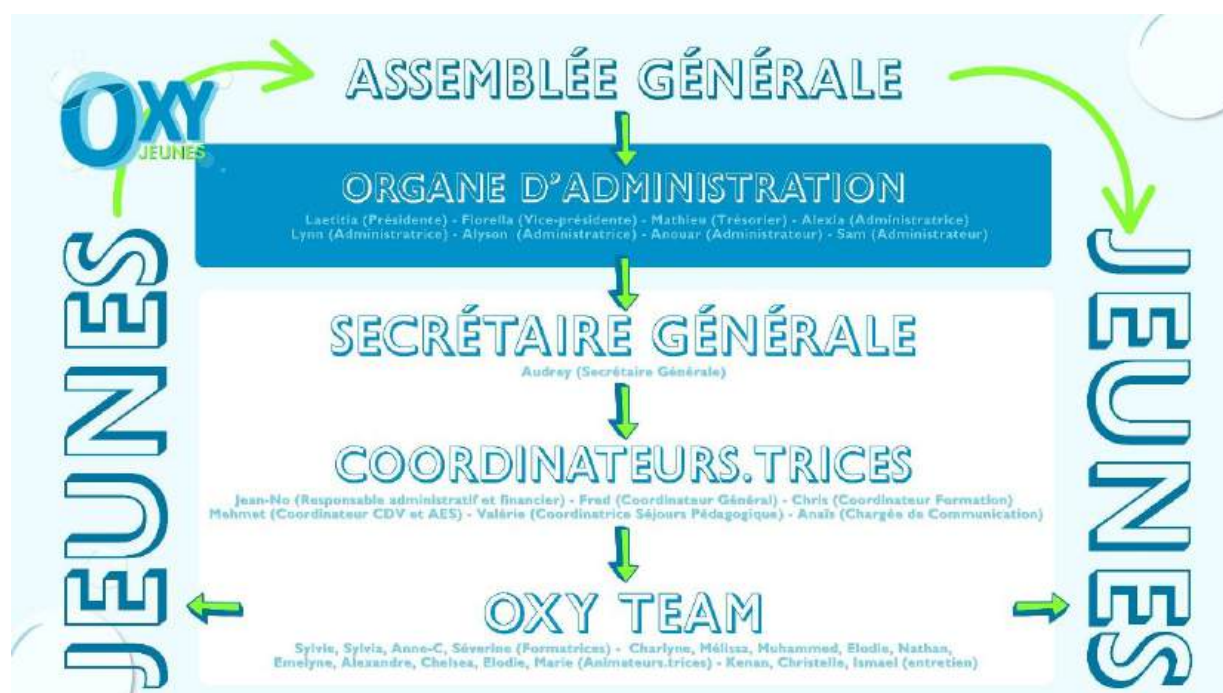 OXY
JEUNES
ASSEMBLÉE GÉNÉRALE
ORGANE D'ADMINISTRATION
Laetitia (Présidente) - Fiorella (Vice-présidente) - Mathieu (Trésorier) - Alexia (Administratrice)
Lynn (Administratrice) - Alyson (Administratrice) - Anouar (Administrateur) - Sam (Administrateur)
SECRÉTAIRE GÉNÉRALE
Audrey (Secrétaire Générale)
COORDINATEURS.TRICES
Jean-No (Responsable administratif et financier) - Fred (Coordinateur Général) - Chris (Coordinateur Formation)
Mehmet (Coordinateur CDV et AES) - Valérie (Coordinatrice Séjours Pédagogique) - Anaïs (Chargée de Communication)
OXY TEAM
Sylvie, Sylvia, Anne-C, Séverine (Formatrices) - Charlyne, Mélissa, Muhammed, Elodie, Nathan,
Emelyne, Alexandre, Chelsea, Elodie, Marie (Animateurs.trices) - Kenan, Christelle, Ismael (entretien)
JEUNES
JEUNES